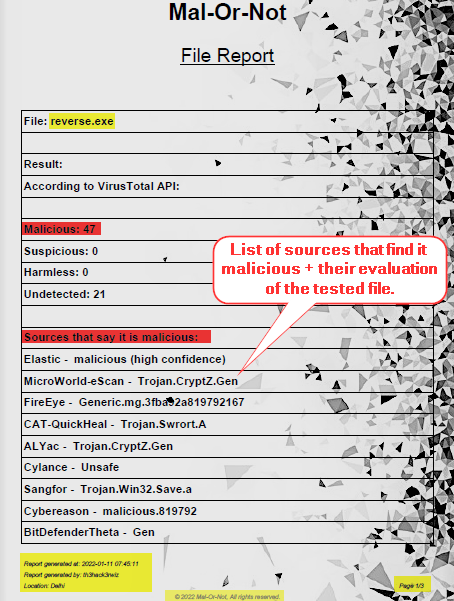 Mal-Or-Not
File Report
File: reverse.exe
Result:
According to VirusTotal API:
Malicious: 47
Suspicious: 0
Harmless: 0
Undetected: 21
List of sources that find it
malicious + their evaluation
of the tested file.
Sources that say it is malicious:
Elastic - malicious (high confidence)
MicroWorld-eScan - Trojan.CryptZ.Gen
FireEye - Generic.mg.3fba92a819792167
CAT-QuickHeal - Trojan.Swrort.A
ALYac - Trojan.CryptZ.Gen
Cylance - Unsafe
Sangfor - Trojan.Win32.Save.a
Cybereason - malicious.819792
BitDefenderTheta - Gen
Report generated at: 2022-01-11 07:45:11
Report generated by: th3hack3rwiz
Location: Delhi
Page 1/3
© 2022 Mal-Or-Not, All rights reserved.